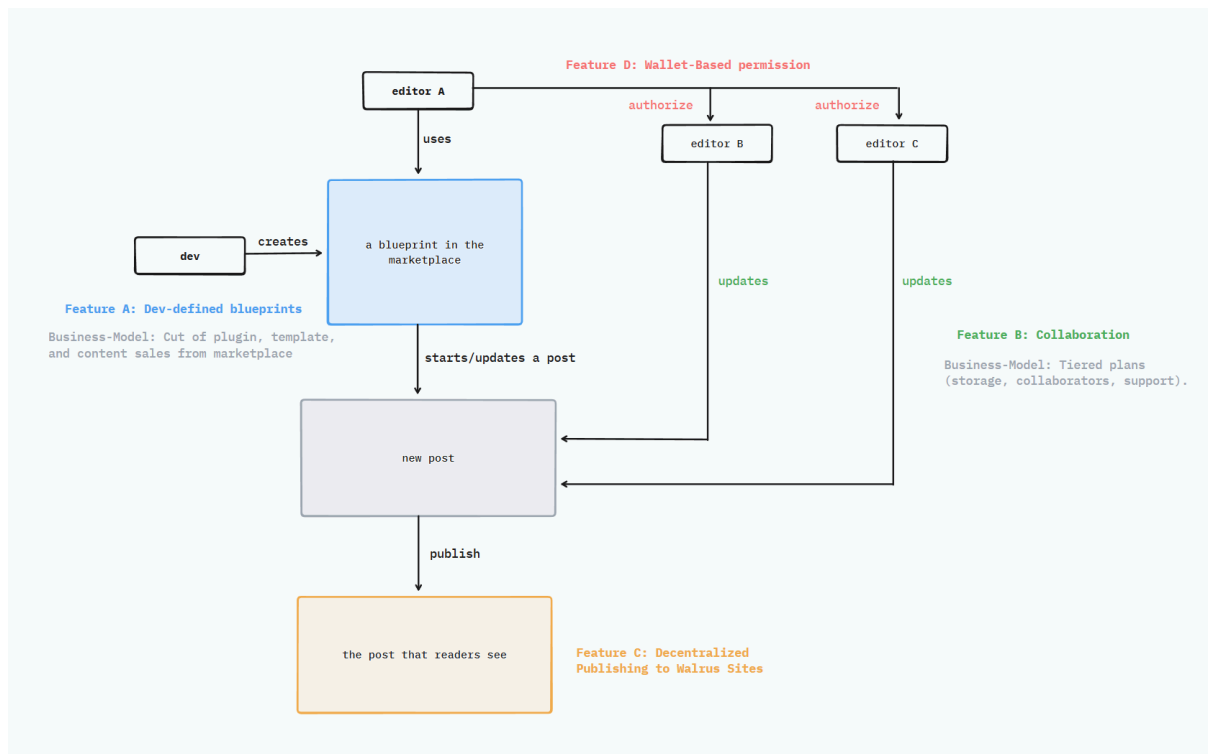 Feature D: Wallet-Based permission
editor A
authorize
authorize
uses
editor B
editor C
a blueprint in the
marketplace
creates
dev
updates
updates
Feature A: Dev-defined blueprints
Business-Model: Cut of plugin, template,
and content sales from marketplace
Feature B: Collaboration
Business-Model: Tiered plans
(storage, collaborators, support).
starts/updates a post
new post
publish
the post that readers see
Feature C: Decentralized
Publishing to Walrus Sites